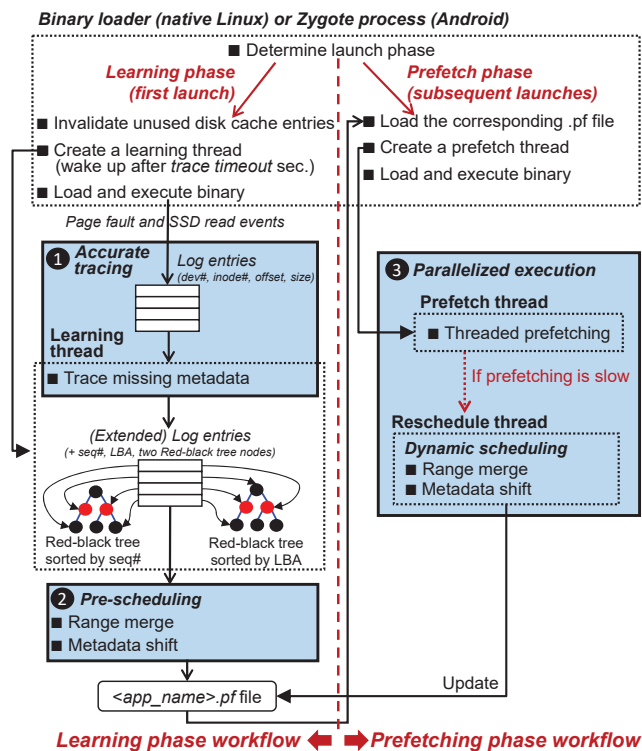 Binary loader (native Linux) or Zygote process (Android)
■ Determine launch phase
Learning phase
(first launch)
Prefetch phase
(subsequent launches)
■ Invalidate unused disk cache entries
■ Create a learning thread
(wake up after trace timeout sec.)
■ Load and execute binary
■ Load the corresponding .pf file
■ Create a prefetch thread
■ Load and execute binary
Page fault and SSD read events
1 Accurate
tracing
Log entries
(dev#, inode#, offset, size)
Learning
thread
■ Trace missing metadata
(Extended) Log entries
(+ seq#, LBA, two Red-black tree nodes)
Red-black tree
sorted by seq#
Red-black tree
sorted by LBA
2 Pre-scheduling
■ Range merge
■ Metadata shift
<app_name>.pf file
3 Parallelized execution
Prefetch thread
■ Threaded prefetching
If prefetching is slow
Reschedule thread
Dynamic scheduling
■ Range merge
■ Metadata shift
Update
Learning phase workflow
Prefetching phase workflow